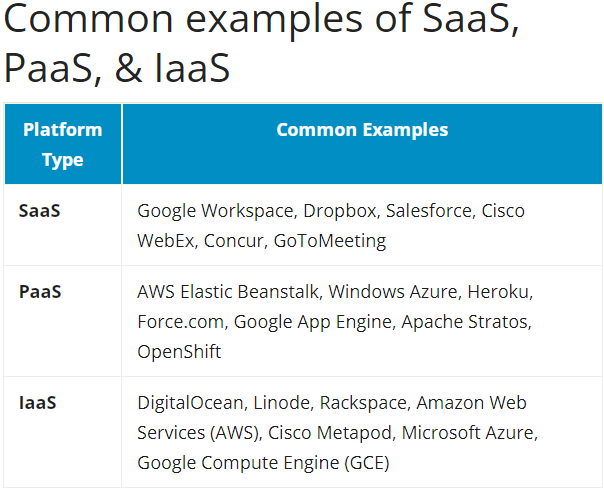 Common examples of SaaS,
PaaS, & IaaS
Platform
Type
Common Examples
SaaS
Google Workspace, Dropbox, Salesforce, Cisco
WebEx, Concur, GoToMeeting
PaaS
AWS Elastic Beanstalk, Windows Azure, Heroku,
Force.com, Google App Engine, Apache Stratos,
OpenShift
IaaS
DigitalOcean, Linode, Rackspace, Amazon Web
Services (AWS), Cisco Metapod, Microsoft Azure,
Google Compute Engine (GCE)